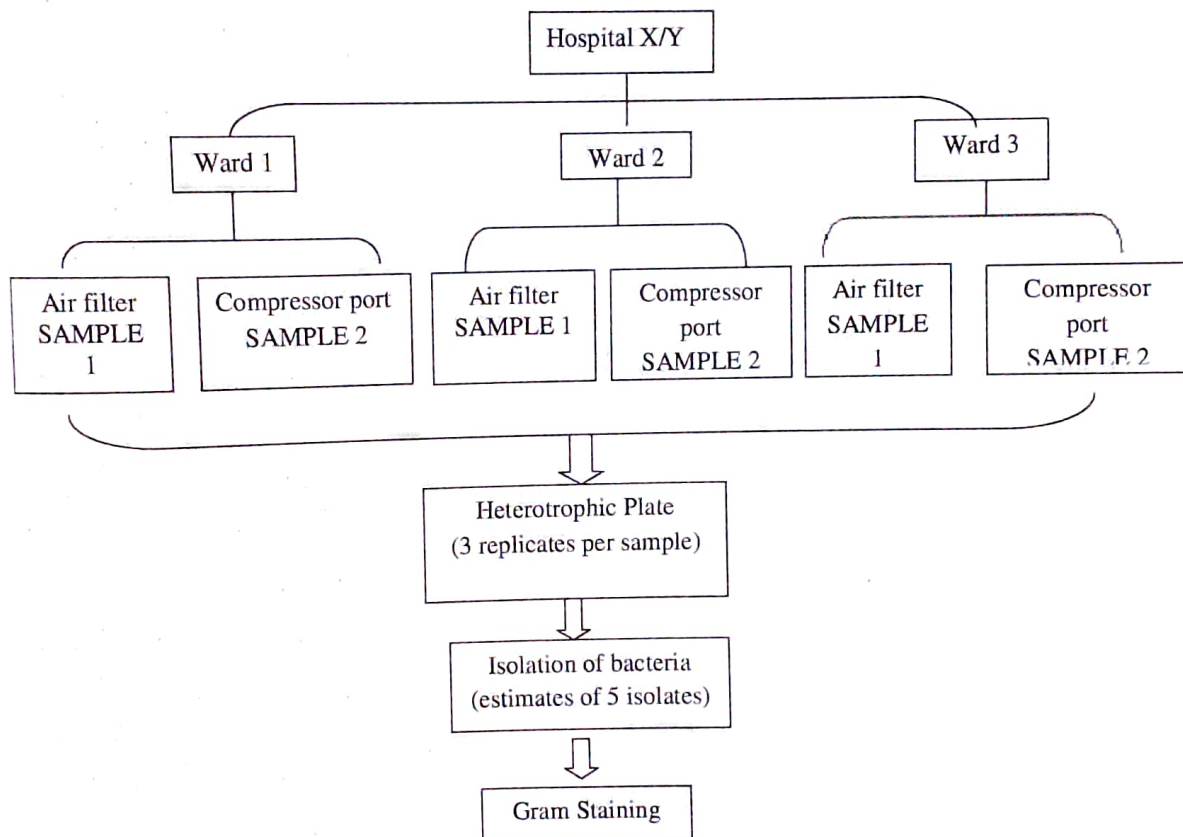 Hospital X/Y
Ward 1
Ward 2
Ward 3
Air filter
SAMPLE
1
Compressor port
SAMPLE 2
Air filter
SAMPLE 1
Compressor
port
SAMPLE 2
Air filter
SAMPLE
1
Compressor
port
SAMPLE 2
Heterotrophic Plate
(3 replicates per sample)
Isolation of bacteria
(estimates of 5 isolates)
Gram Staining